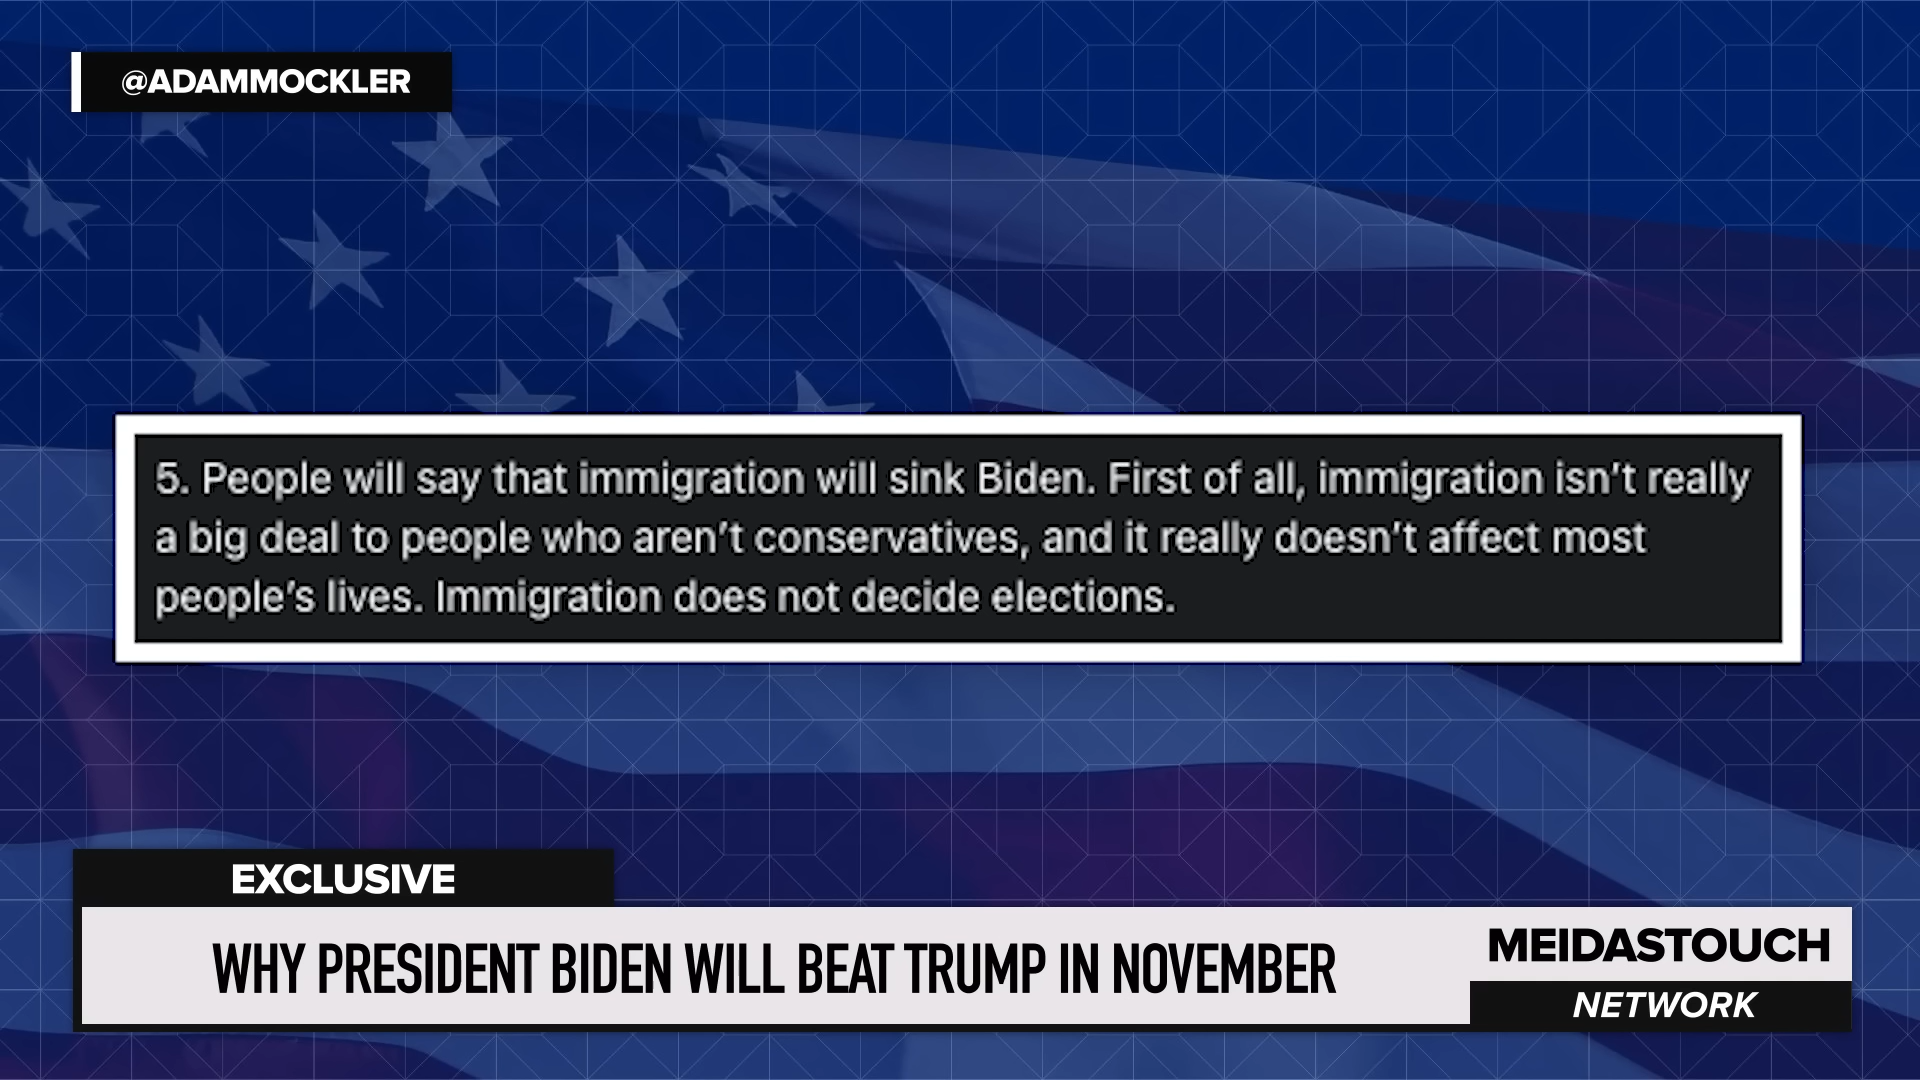 @ADAMMOCKLER
5. People will say that immigration will sink Biden. First of all, immigration isn’t really
a big deal to people who aren’t conservatives, and it really doesn’t affect most
people’s lives. Immigration does not decide elections.
EXCLUSIVE
WHY PRESIDENT BIDEN WILL BEAT TRUMP IN NOVEMBER
MEIDASTOUCH
NETWORK